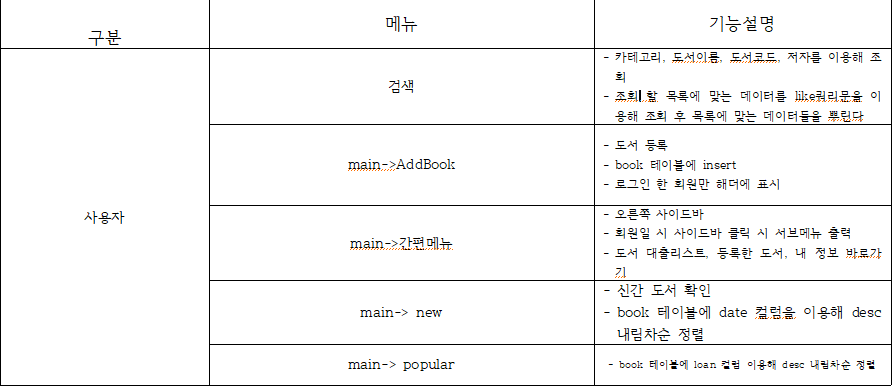 구분
메뉴
기능설명
사용자
검색
- 카테고리, 도서이름, 도서코드, 저자를 이용해 조
회
- 조회 할 목록에 맞는 데이터를 like쿼리문을 이
용해 조회 후 목록에 맞는 데이터들을 뿌린다
main->AddBook
- 도서 등록
- book 테이블에 insert
- 로그인 한 회원만 해더에 표시
main->간편메뉴
- 오른쪽 사이드바
- 회원일 시 사이드바 클릭 시 서브메뉴 출력
- 도서 대출리스트, 등록한 도서, 내 정보 바로가
기
main-> new
- 신간 도서 확인
- book 테이블에 date 컬럼을 이용해 desc
내림차순 정렬
main-> popular
- book 테이블에 loan 컬럼 이용해 desc 내림차순 정렬